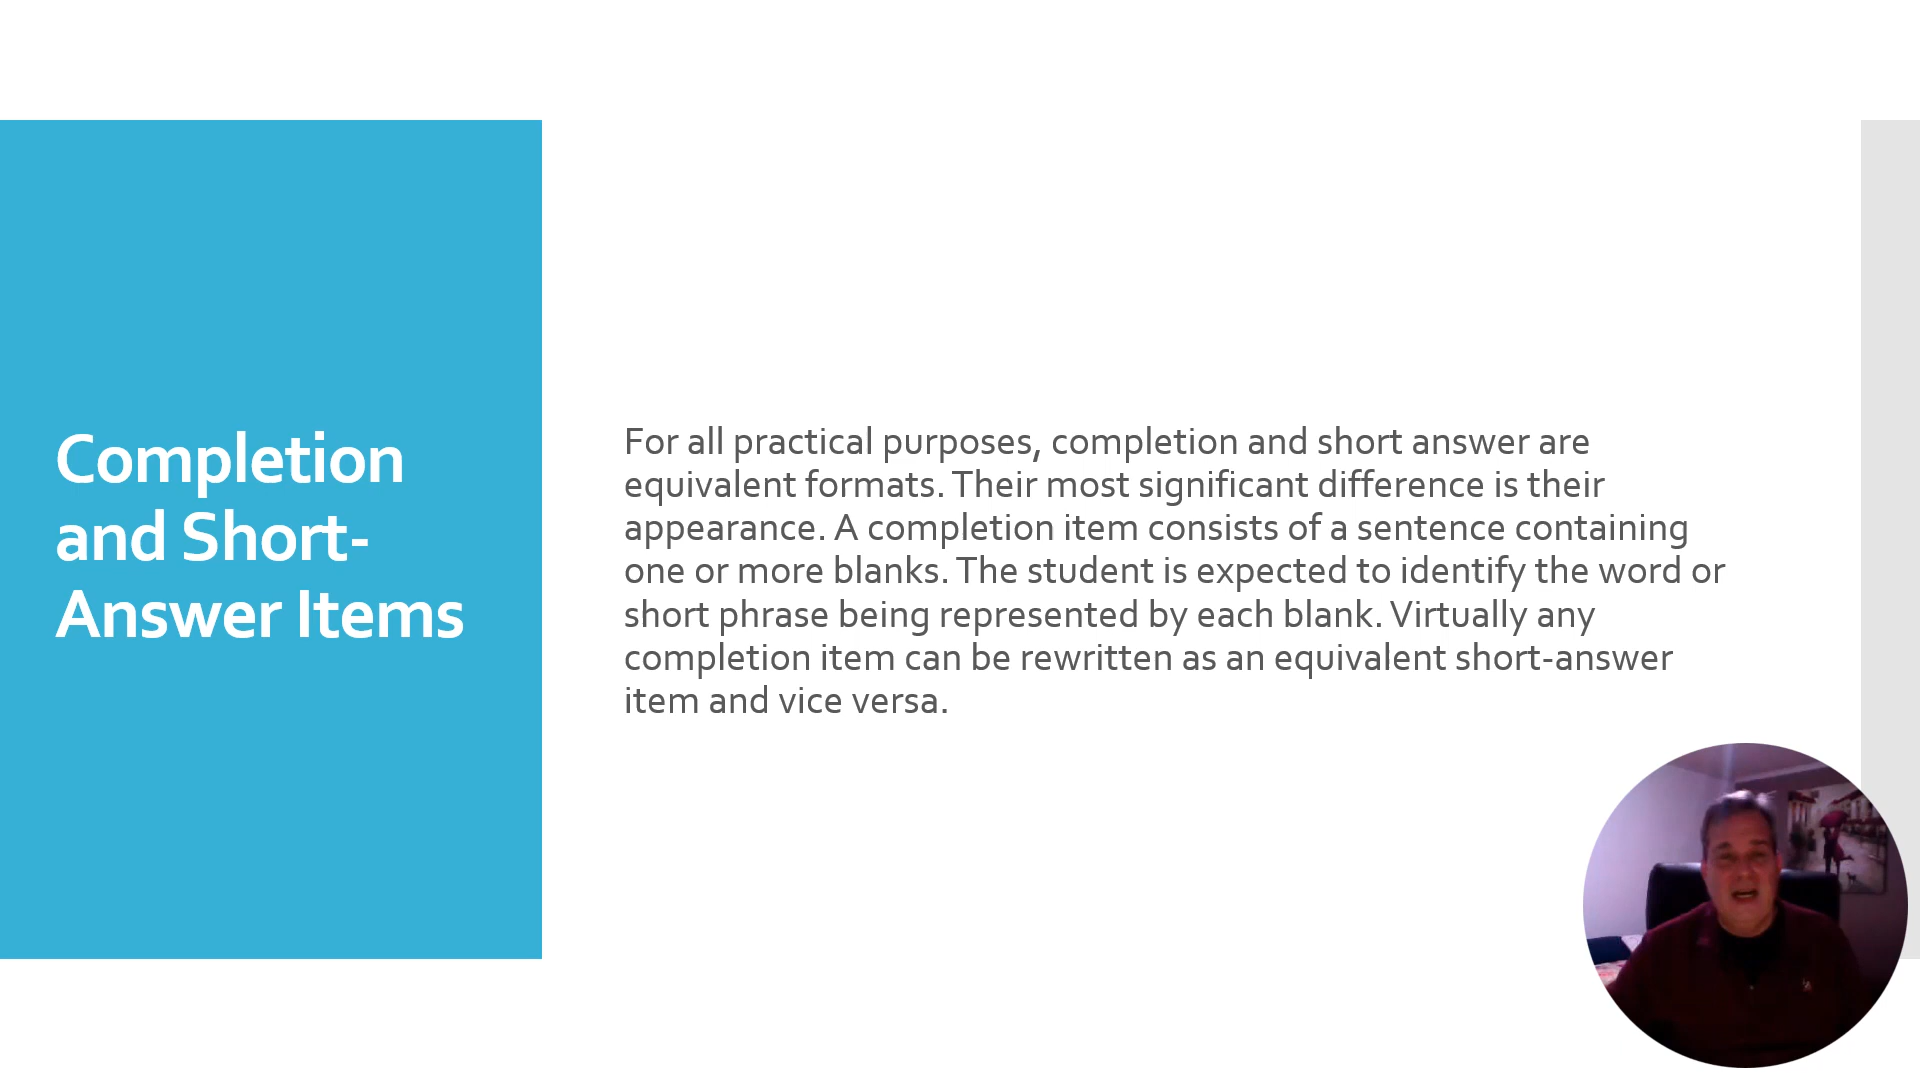 Completion
and Short-
Answer Items
For all practical purposes, completion and short answer are
equivalent formats. Their most significant difference is their
appearance. A completion item consists of a sentence containing
one or more blanks. The student is expected to identify the word or
short phrase being represented by each blank. Virtually any
completion item can be rewritten as an equivalent short-answer
item and vice versa.